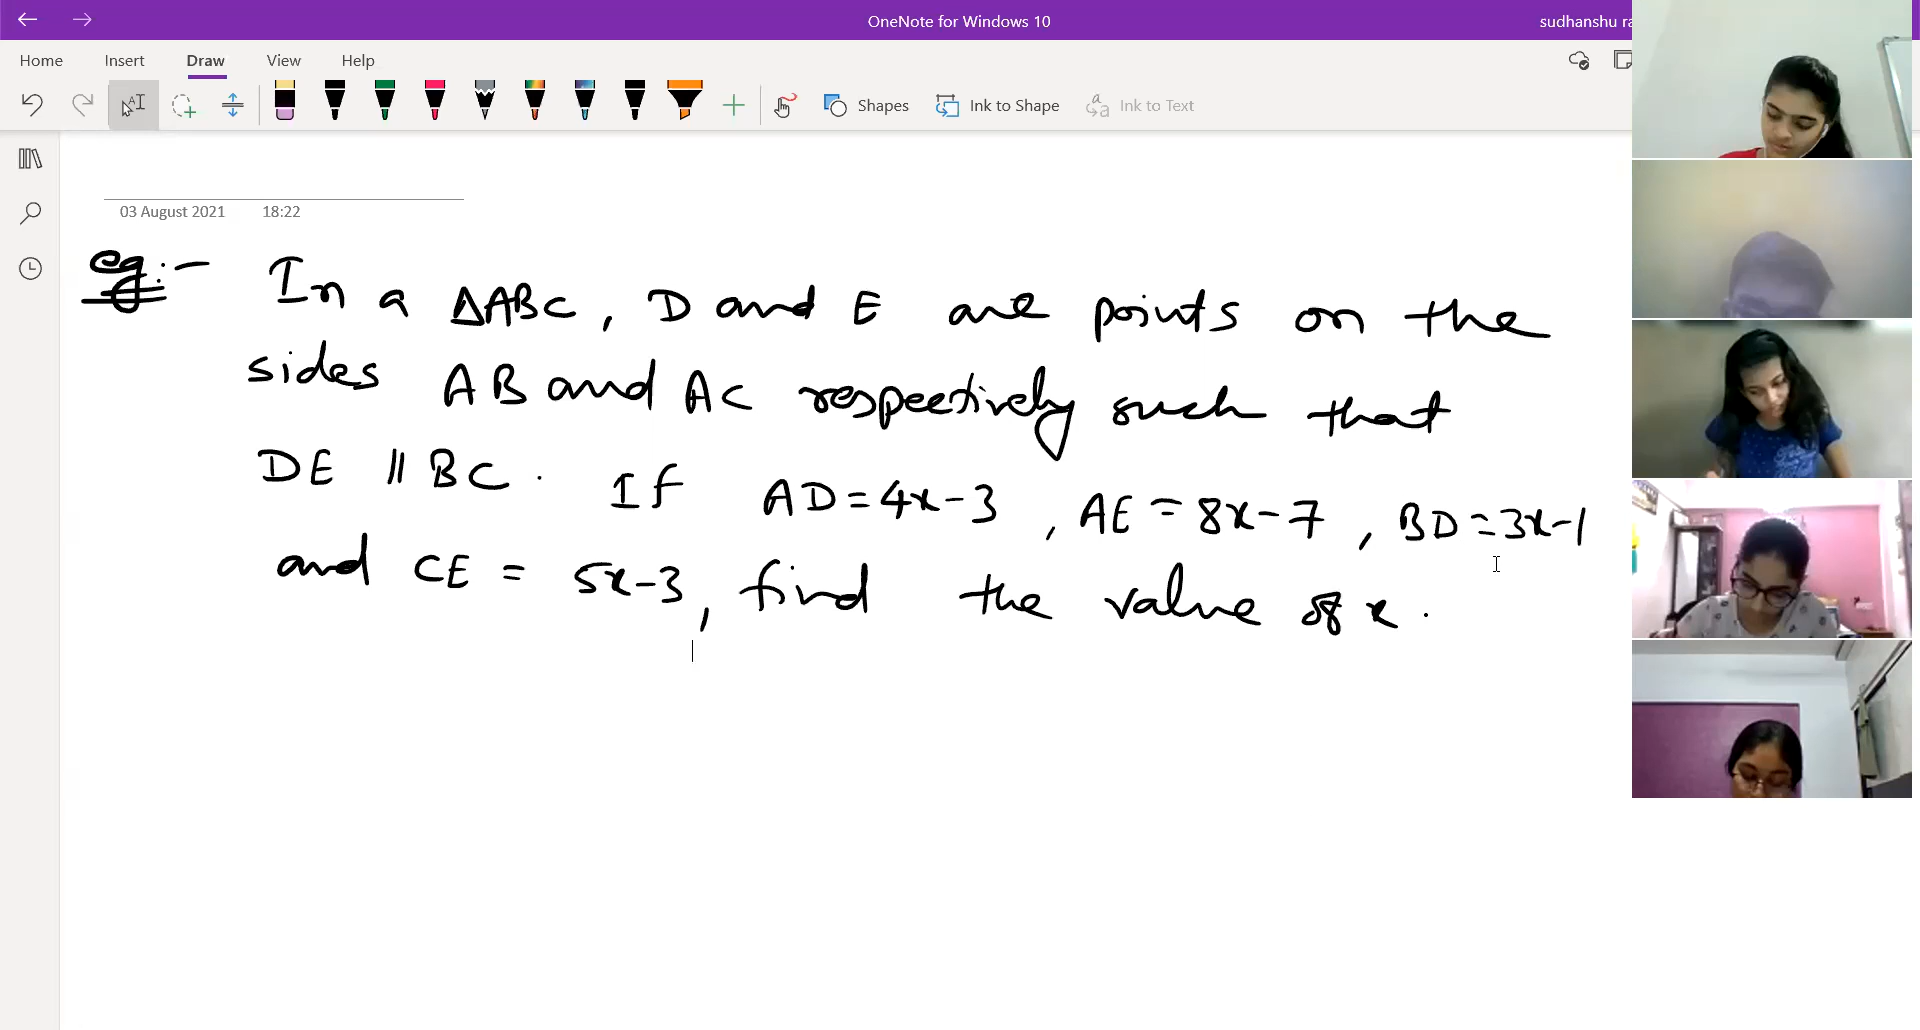 OneNote for Windows 10
sudhanshu ra
Home Insert Draw View Help
Shapes Ink to Shape Ink to Text
03 August 2021 18:22
eg:- In a ΔABC, D and E are points on the
sides AB and AC respectively such that
DE || BC. If AD=4x-3, AE=8x-7, BD=3x-1
and CE = 5x-3, find the value of x.